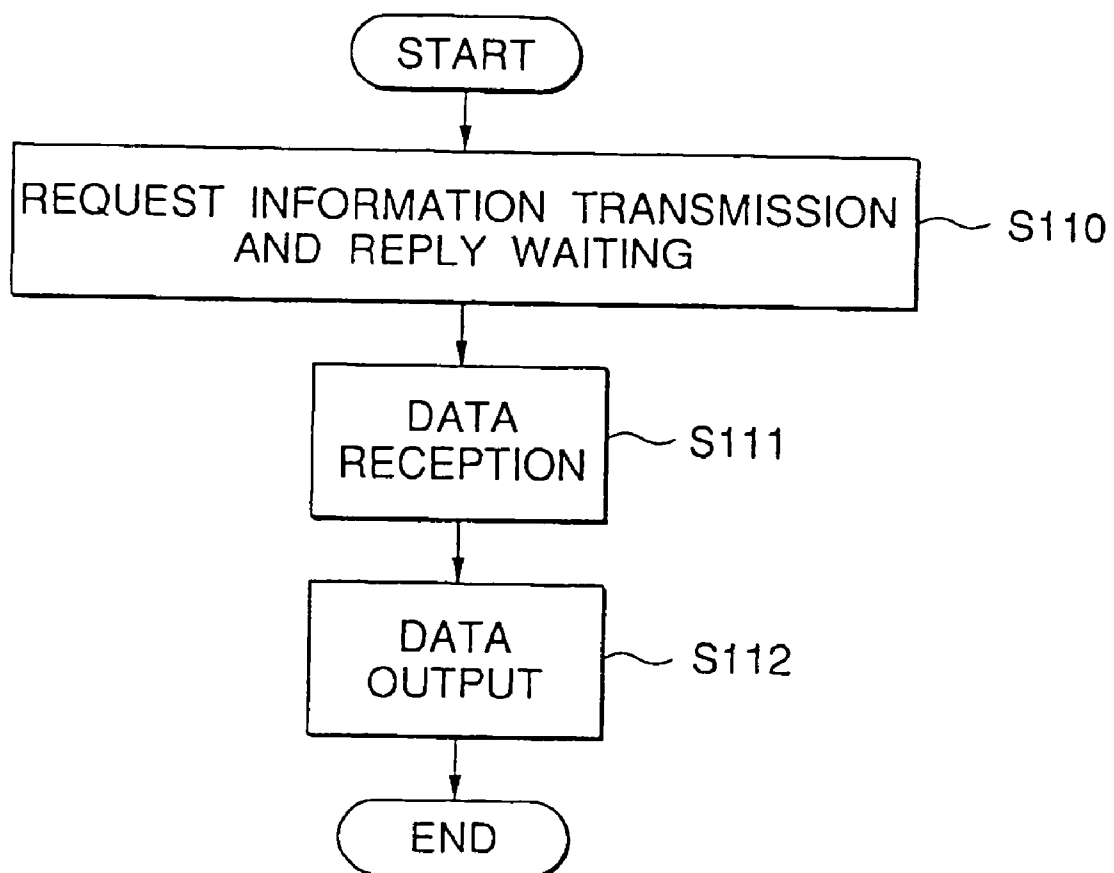 START
REQUEST INFORMATION TRANSMISSION
AND REPLY WAITING
S110
DATA
RECEPTION
S111
DATA
OUTPUT
S112
END